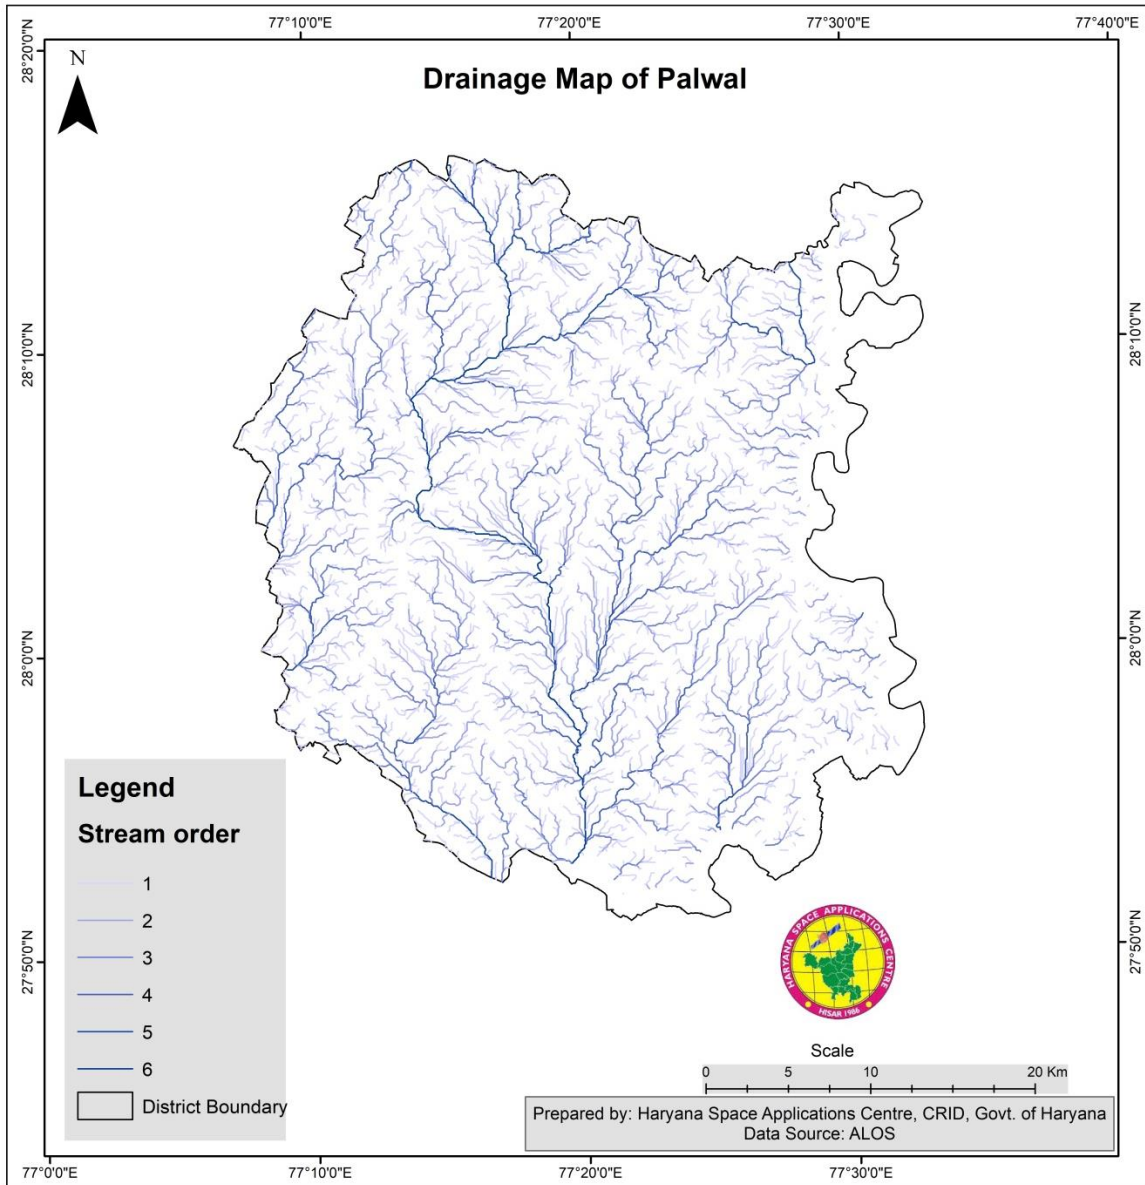 77°10'0"E
77°20'0"E
77°30'0"E
77°40'0"E
28°20'0"N
N
Drainage Map of Palwal
28°10'0"N
28°10'0"N
28°0'0"N
28°0'0"N
Legend
Stream order
1
2
3
4
5
6
District Boundary
27°50'0"N
27°50'0"N
HARYANA SPACE APPLICATIONS CENTRE
HISAR 1986
Scale
0 5 10 20 Km
Prepared by: Haryana Space Applications Centre, CRID, Govt. of Haryana
Data Source: ALOS
77°0'0"E
77°10'0"E
77°20'0"E
77°30'0"E